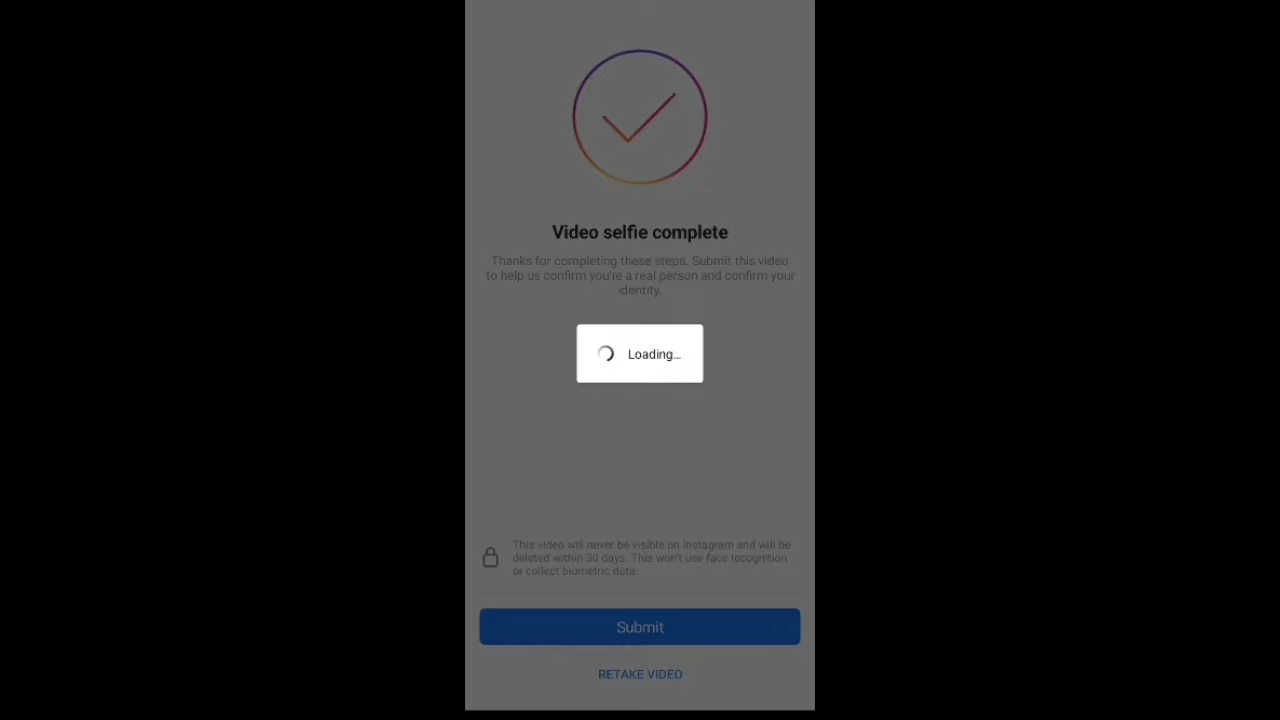 Video selfie complete
Thanks for completing these steps. Submit this video
to help us confirm you're a real person and confirm your
identity.
Loading...
This video will never be visible on Instagram and will be
deleted within 30 days. This won't use face recognition
or collect biometric data.
Submit
RETAKE VIDEO